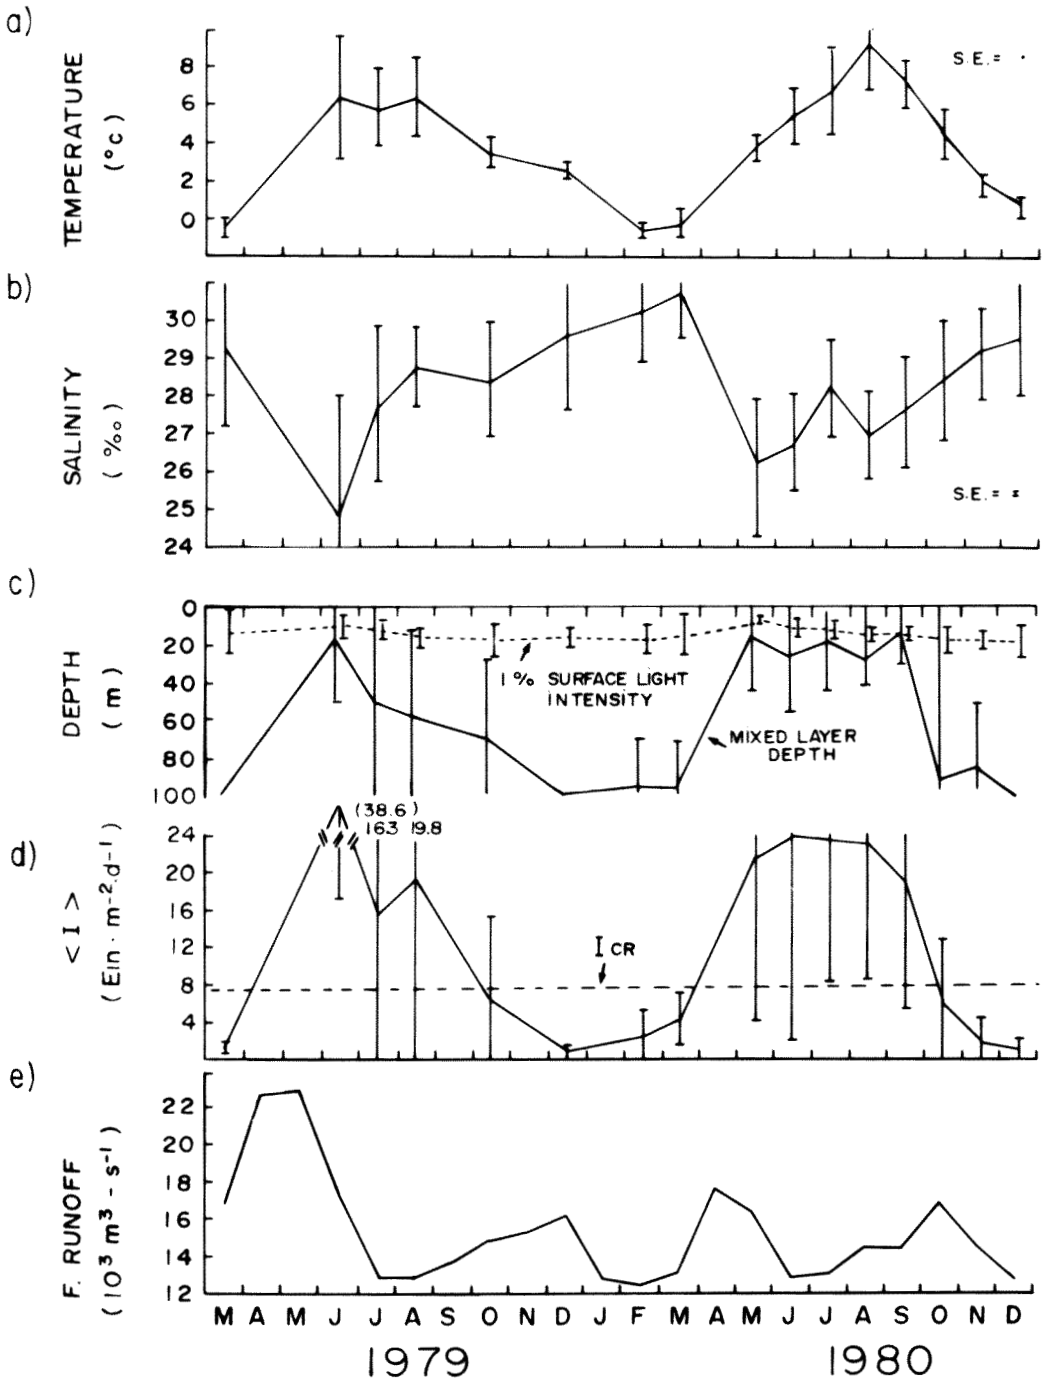 a)
TEMPERATURE
(°C)
8
6
4
2
0
S.E.= ·
b)
SALINITY
(‰)
30
29
28
27
26
25
24
S.E.= ɪ
c)
DEPTH
(m)
0
20
40
60
80
100
1 % SURFACE LIGHT
INTENSITY
MIXED LAYER
DEPTH
d)
< I >
(Ein · m⁻².d⁻¹)
(38.6)
163 19.8
24
20
16
12
8
4
I CR
e)
F. RUNOFF
(10³ m³ - s⁻¹)
22
20
18
16
14
12
M A M J J A S O N D J F M A M J J A S O N D
1979 1980